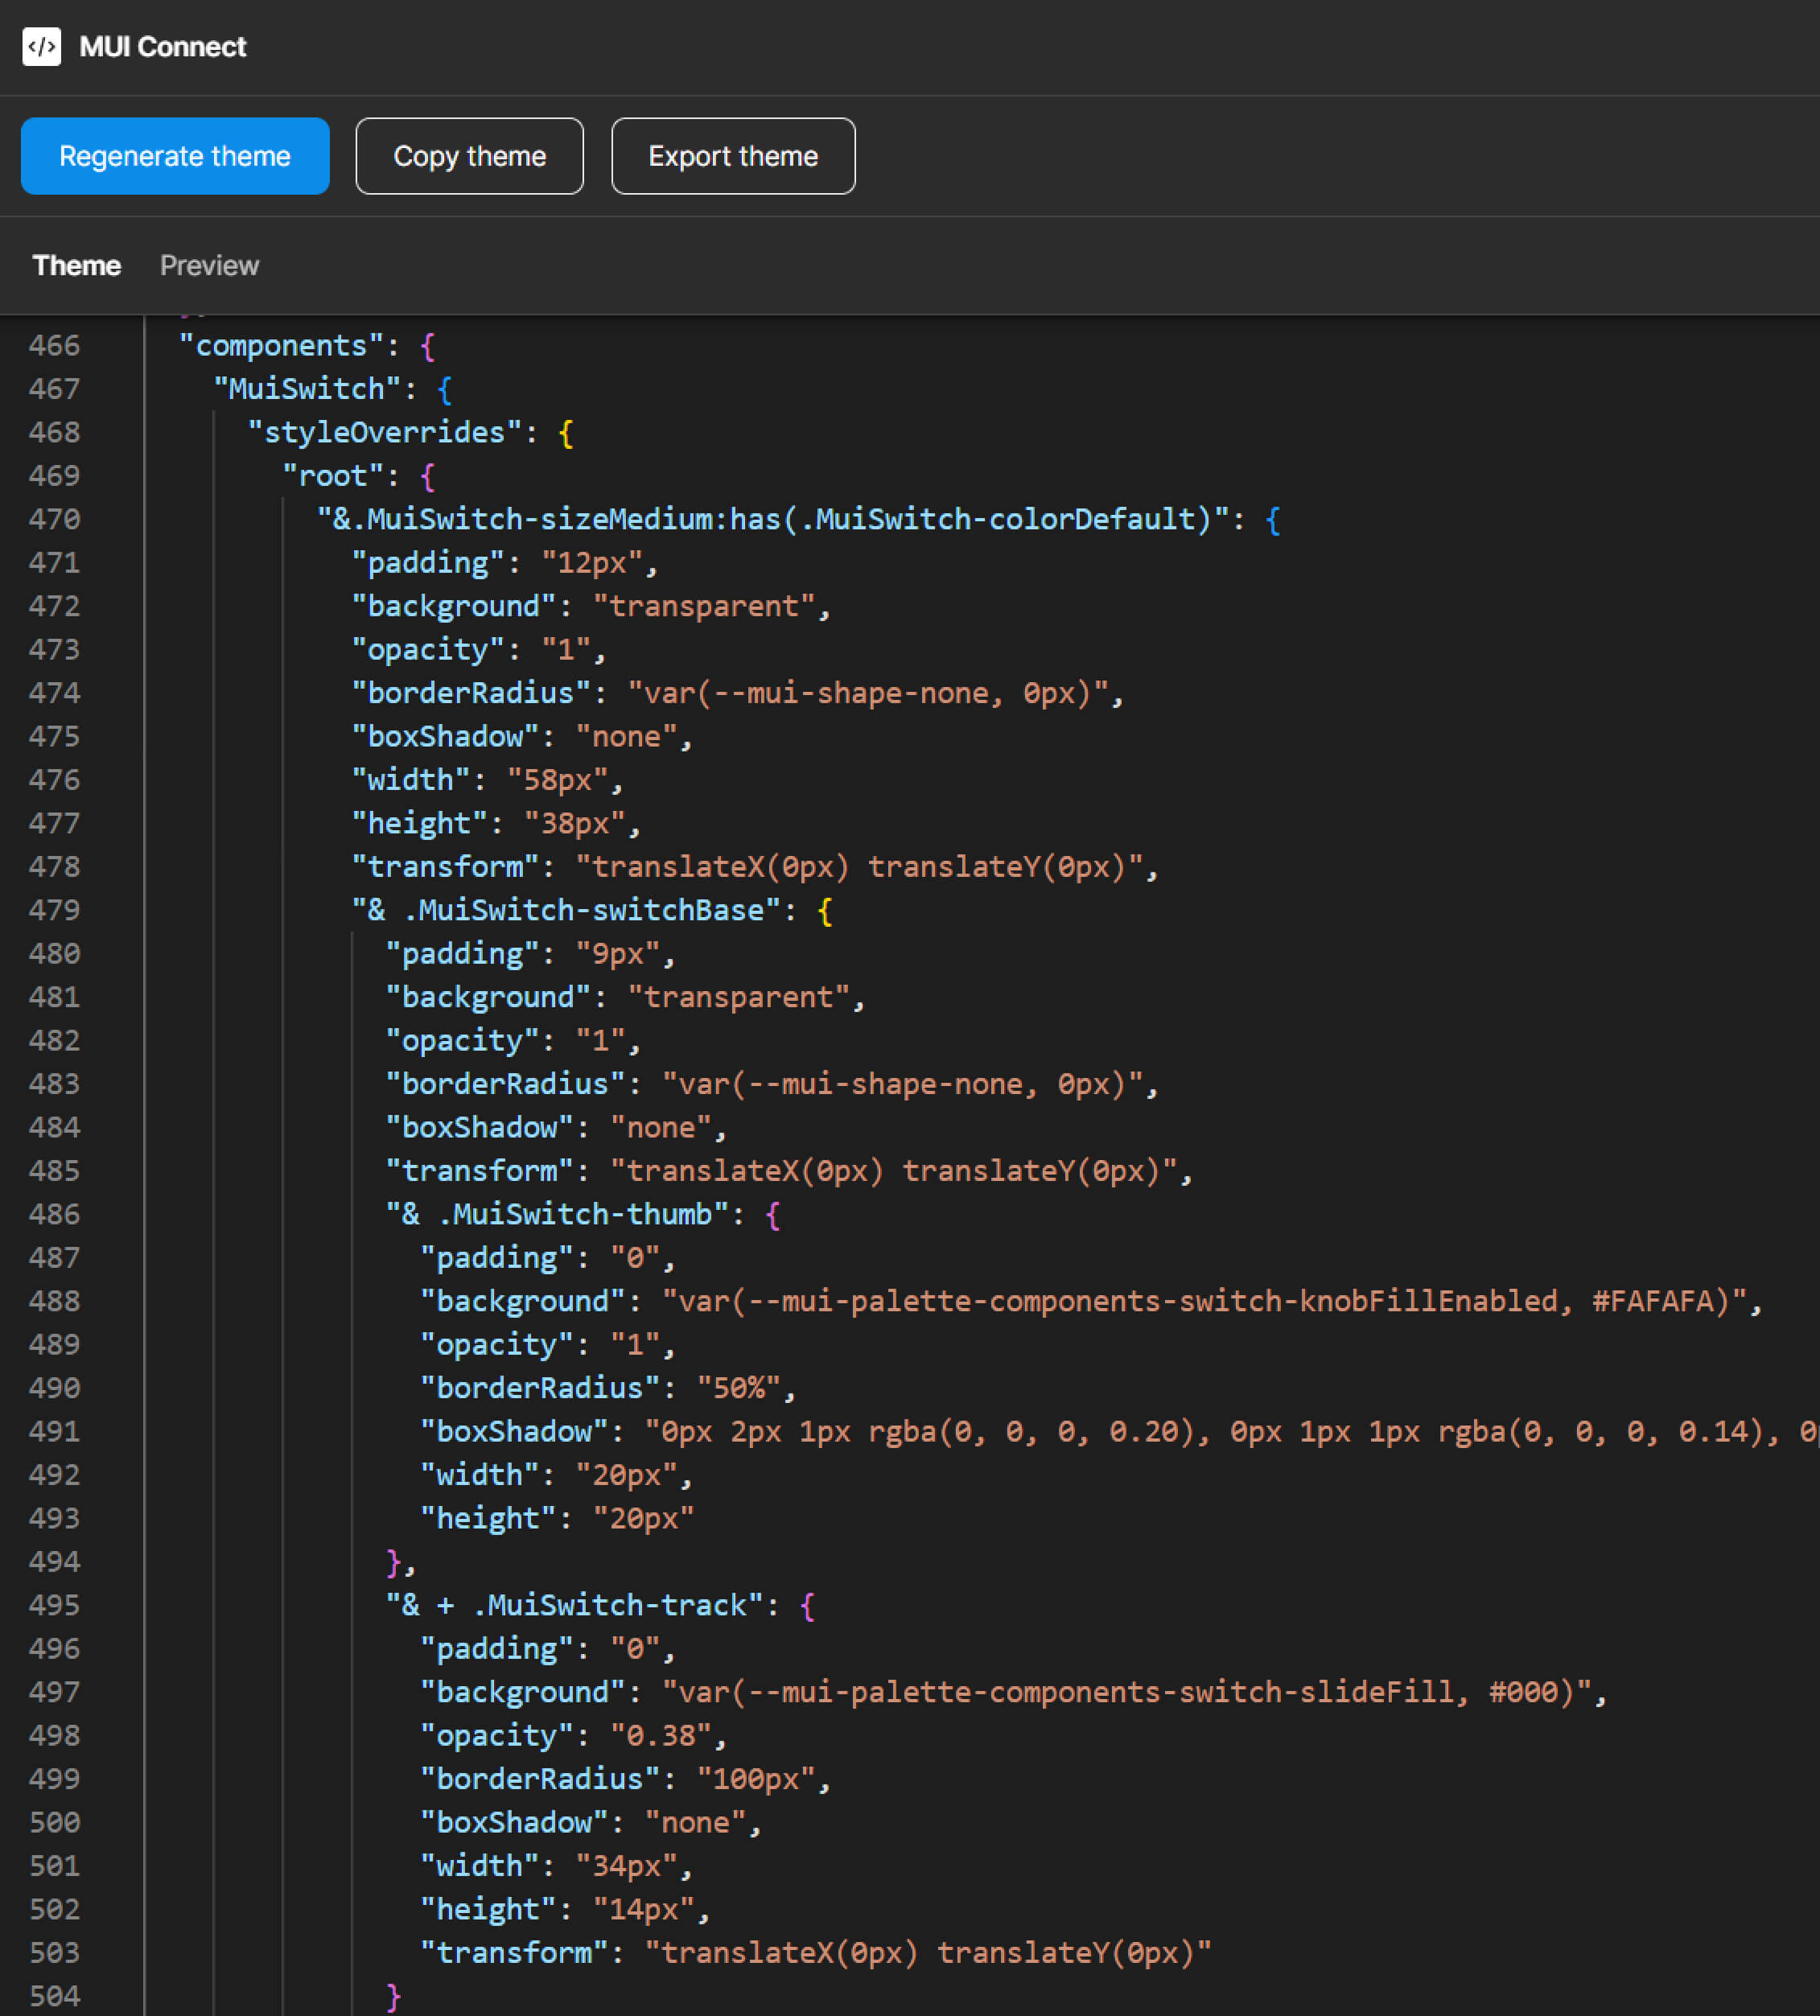 </> MUI Connect
Regenerate theme Copy theme Export theme
Theme Preview
466 "components": {
467 "MuiSwitch": {
468 "styleOverrides": {
469 "root": {
470 "&.MuiSwitch-sizeMedium:has(.MuiSwitch-colorDefault)": {
471 "padding": "12px",
472 "background": "transparent",
473 "opacity": "1",
474 "borderRadius": "var(--mui-shape-none, 0px)",
475 "boxShadow": "none",
476 "width": "58px",
477 "height": "38px",
478 "transform": "translateX(0px) translateY(0px)",
479 "& .MuiSwitch-switchBase": {
480 "padding": "9px",
481 "background": "transparent",
482 "opacity": "1",
483 "borderRadius": "var(--mui-shape-none, 0px)",
484 "boxShadow": "none",
485 "transform": "translateX(0px) translateY(0px)",
486 "& .MuiSwitch-thumb": {
487 "padding": "0",
488 "background": "var(--mui-palette-components-switch-knobFillEnabled, #FAFAFA)",
489 "opacity": "1",
490 "borderRadius": "50%",
491 "boxShadow": "0px 2px 1px rgba(0, 0, 0, 0.20), 0px 1px 1px rgba(0, 0, 0, 0.14), 0
492 "width": "20px",
493 "height": "20px"
494 },
495 "& + .MuiSwitch-track": {
496 "padding": "0",
497 "background": "var(--mui-palette-components-switch-slideFill, #000)",
498 "opacity": "0.38",
499 "borderRadius": "100px",
500 "boxShadow": "none",
501 "width": "34px",
502 "height": "14px",
503 "transform": "translateX(0px) translateY(0px)"
504 }